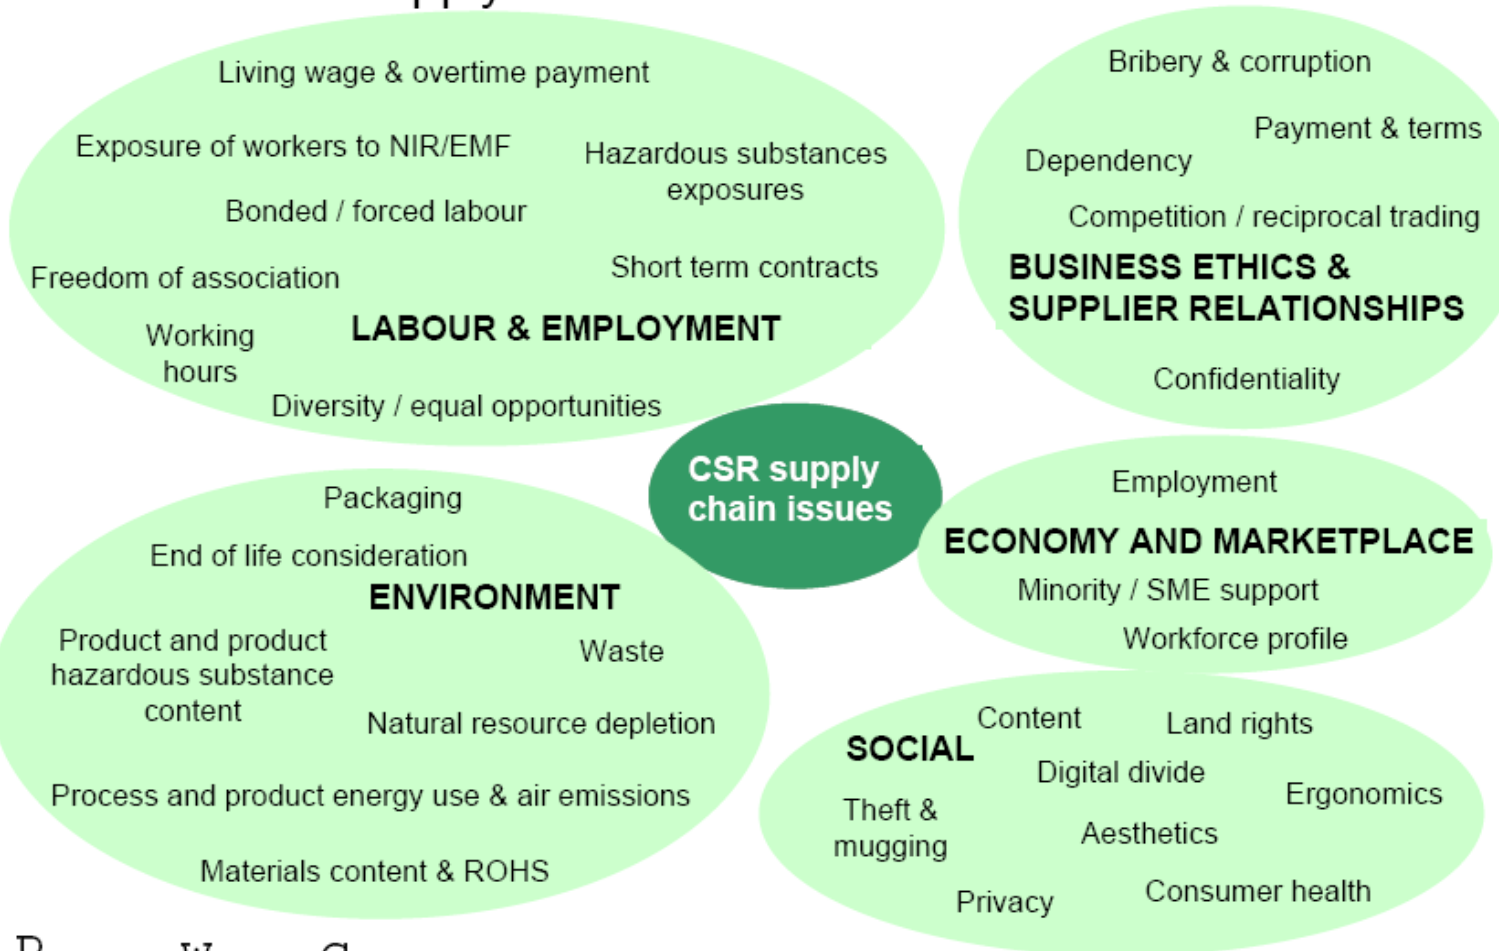 Living wage & overtime payment
Exposure of workers to NIR/EMF
Hazardous substances
exposures
Bonded / forced labour
Short term contracts
Freedom of association
LABOUR & EMPLOYMENT
Working
hours
Diversity / equal opportunities
Bribery & corruption
Payment & terms
Dependency
Competition / reciprocal trading
BUSINESS ETHICS &
SUPPLIER RELATIONSHIPS
Confidentiality
CSR supply
chain issues
Packaging
End of life consideration
ENVIRONMENT
Product and product
hazardous substance
content
Waste
Natural resource depletion
Process and product energy use & air emissions
Materials content & ROHS
Employment
ECONOMY AND MARKETPLACE
Minority / SME support
Workforce profile
Content
Land rights
SOCIAL
Digital divide
Ergonomics
Theft &
mugging
Aesthetics
Privacy
Consumer health